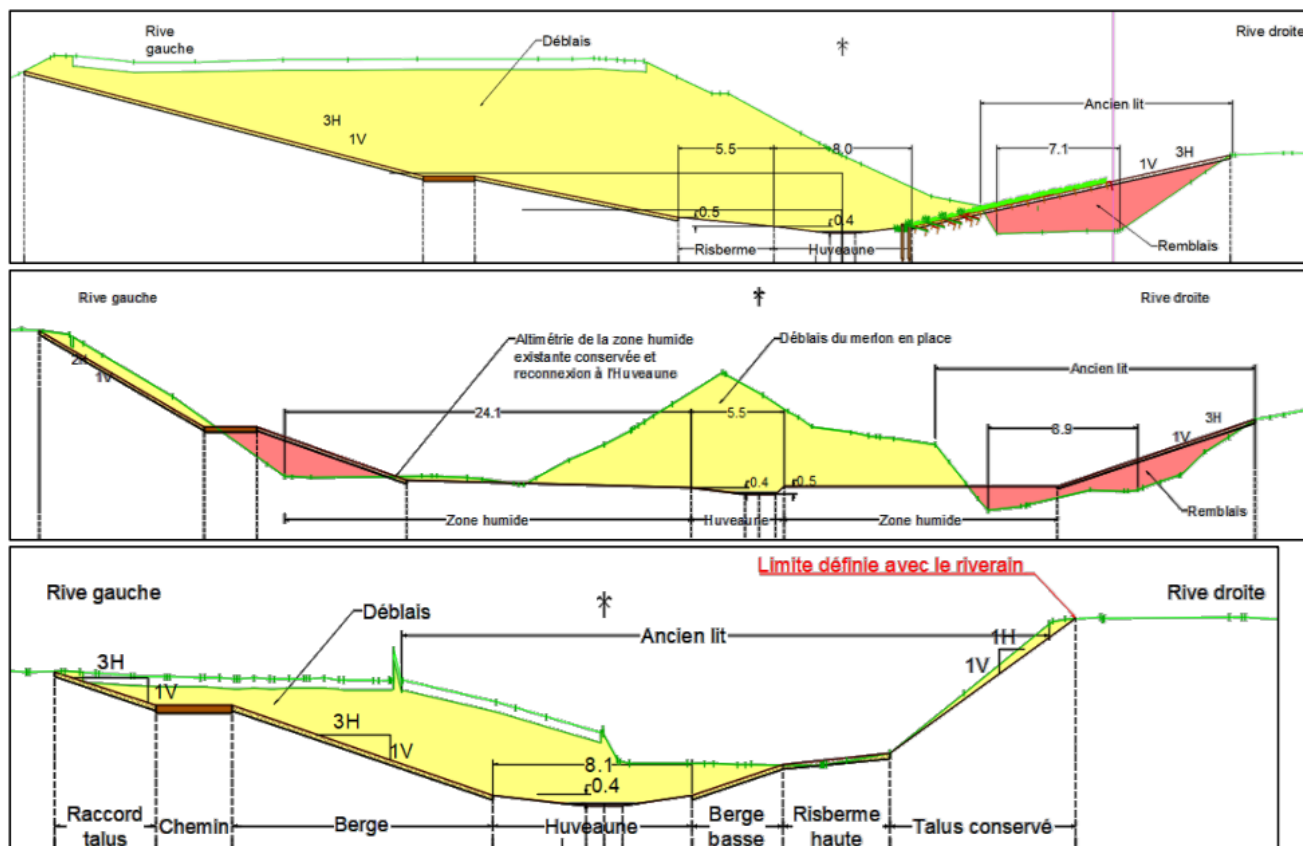 Rive
gauche
Déblais
Rive droite
Ancien lit
3H
1V
5.5
8.0
7.1
3H
1V
0.5
0.4
Risberme
Huveaune
Remblais
Rive gauche
Rive droite
Altimétrie de la zone humide
existante conservée et
reconnexion à l'Huveaune
Déblais du merlon en place
Ancien lit
1V
24.1
5.5
3H
1V
0.4
0.5
Zone humide
Huveaune
Zone humide
Remblais
Limite définie avec le riverain
Rive gauche
Rive droite
Déblais
Ancien lit
3H
1V
1H
1V
3H
1V
8.1
0.4
Raccord
talus
Chemin
Berge
Huveaune
Berge
basse
Risberme
haute
Talus conservé